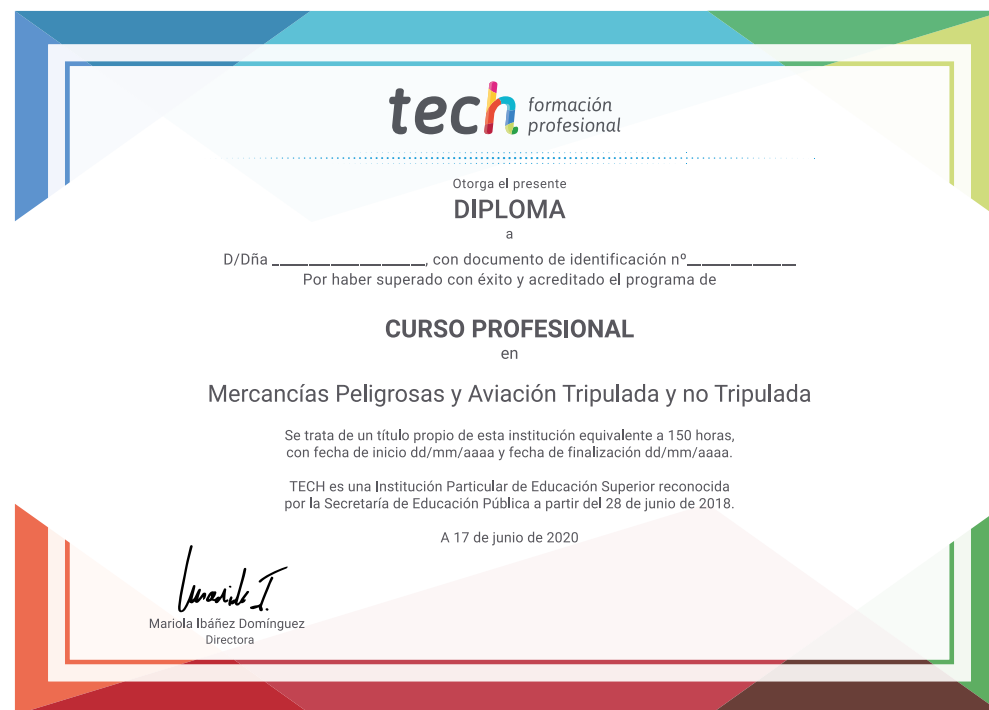 tech formación
profesional
Otorga el presente
DIPLOMA
a
D/Dña ____________________, con documento de identificación nº______________
Por haber superado con éxito y acreditado el programa de
CURSO PROFESIONAL
en
Mercancías Peligrosas y Aviación Tripulada y no Tripulada
Se trata de un título propio de esta institución equivalente a 150 horas,
con fecha de inicio dd/mm/aaaa y fecha de finalización dd/mm/aaaa.
TECH es una Institución Particular de Educación Superior reconocida
por la Secretaría de Educación Pública a partir del 28 de junio de 2018.
A 17 de junio de 2020
Mariola I.
Mariola Ibáñez Domínguez
Directora